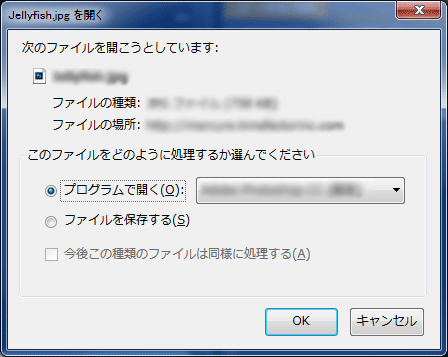 Jellyfish.jpg を開く
次のファイルを開こうとしています:
ファイルの種類:
ファイルの場所:
このファイルをどのように処理するか選んでください
プログラムで開く(O):
ファイルを保存する(S)
今後この種類のファイルは同様に処理する(A)
OK
キャンセル